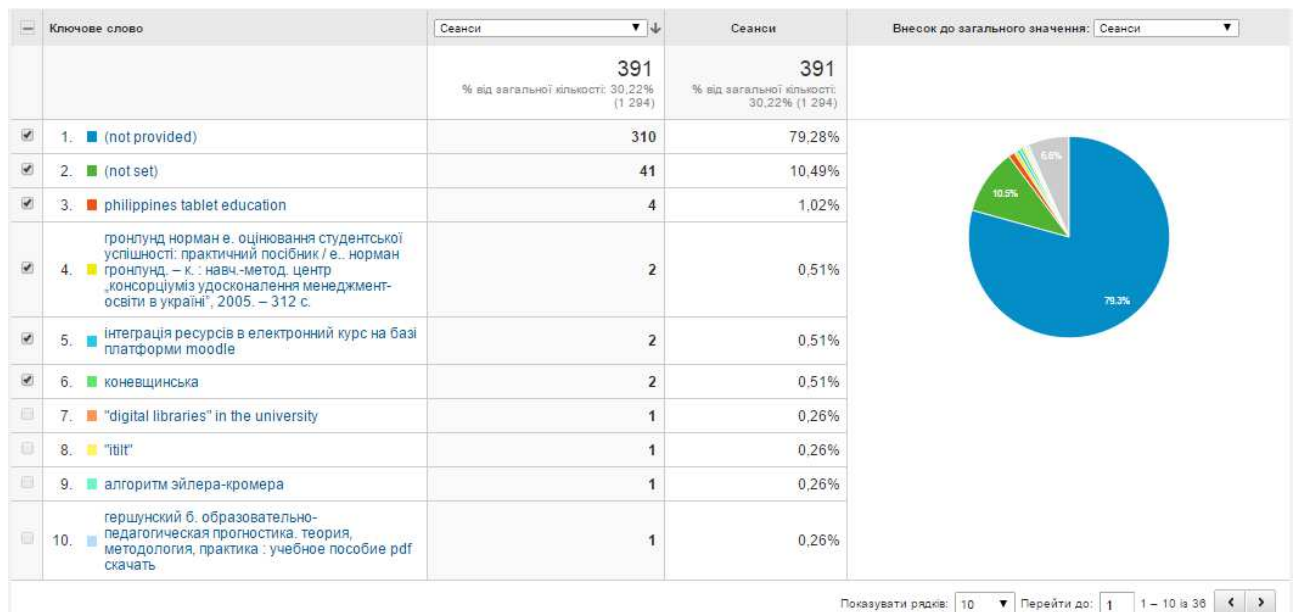 Ключове слово
Сеанси
Сеанси
Внесок до загального значення: Сеанси
391
% від загальної кількості: 30,22%
(1 294)
391
% від загальної кількості:
30,22% (1 294)
1. (not provided) 310 79,28%
2. (not set) 41 10,49%
3. philippines tablet education 4 1,02%
4. гронлунд норман е. оцінювання студентської
успішності: практичний посібник / е.. норман
гронлунд. – к. : навч.-метод. центр
„консорціуміз удосконалення менеджмент-
освіти в україні", 2005. – 312 с.
2 0,51%
5. інтеграція ресурсів в електронний курс на базі
платформи moodle
2 0,51%
6. коневщинська 2 0,51%
7. "digital libraries" in the university 1 0,26%
8. "itilt" 1 0,26%
9. алгоритм эйлера-кромера 1 0,26%
10. гершунский б. образовательно-
педагогическая прогностика. теория,
методология, практика : учебное пособие pdf
скачать
1 0,26%
6.6%
10.5%
79.3%
Показувати рядків: 10 Перейти до: 1 1 – 10 із 36